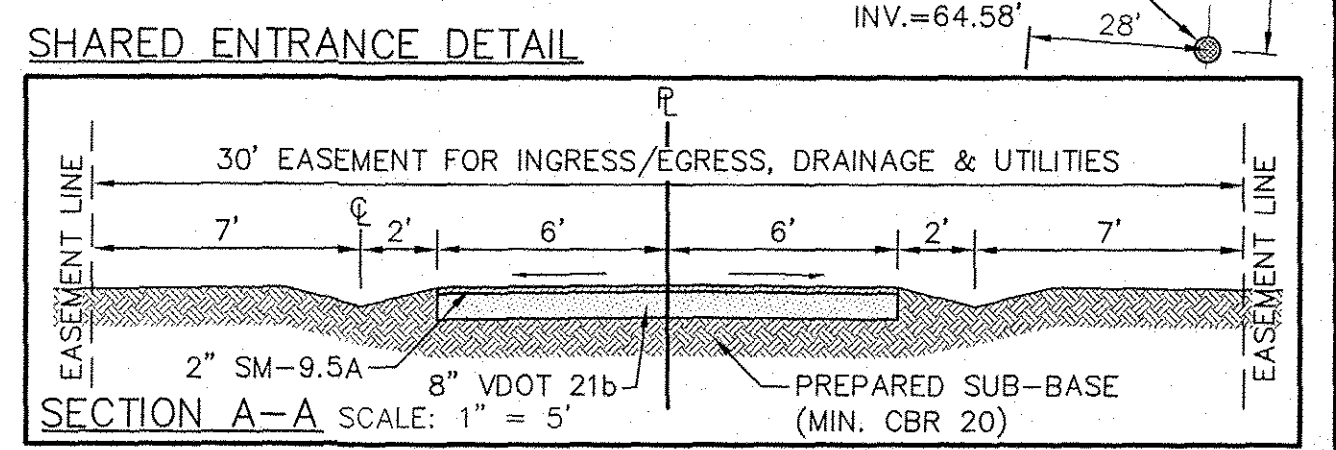 INV.=64.58'
28'
SHARED ENTRANCE DETAIL
PL
30' EASEMENT FOR INGRESS/EGRESS, DRAINAGE & UTILITIES
EASEMENT LINE
EASEMENT LINE
CL
7'
2'
6'
6'
2'
7'
2" SM-9.5A
8" VDOT 21b
PREPARED SUB-BASE
(MIN. CBR 20)
SECTION A-A SCALE: 1" = 5'